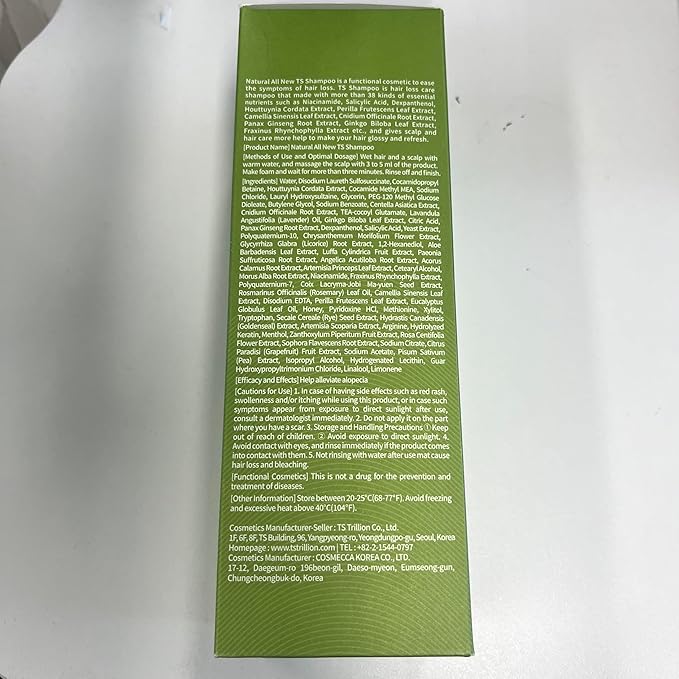 Natural All New TS Shampoo is a functional cosmetic to ease
the symptoms of hair loss. TS Shampoo is hair loss care
shampoo that made with more than 38 kinds of essential
nutrients such as Niacinamide, Salicylic Acid, Dexpanthenol,
Houttuynia Cordata Extract, Perilla Frutescens Leaf Extract,
Camellia Sinensis Leaf Extract, Cnidium Officinale Root Extract,
Panax Ginseng Root Extract, Ginkgo Biloba Leaf Extract,
Fraxinus Rhynchophylla Extract etc., and gives scalp and
hair care more help to make your hair glossy and refresh.
[Product Name] Natural All New TS Shampoo
[Methods of Use and Optimal Dosage] Wet hair and a scalp with
warm water, and massage the scalp with 3 to 5 ml of the product.
Make foam and wait for more than three minutes. Rinse off and finish.
[Ingredients] Water, Disodium Laureth Sulfosuccinate, Cocamidopropyl
Betaine, Houttuynia Cordata Extract, Cocamide Methyl MEA, Sodium
Chloride, Lauryl Hydroxysultaine, Glycerin, PEG-120 Methyl Glucose
Dioleate, Butylene Glycol, Sodium Benzoate, Centella Asiatica Extract,
Cnidium Officinale Root Extract, TEA-cocoyl Glutamate, Lavandula
Angustifolia (Lavender) Oil, Ginkgo Biloba Leaf Extract, Citric Acid,
Panax Ginseng Root Extract, Dexpanthenol, Salicylic Acid, Yeast Extract,
Polyquaternium-10, Chrysanthemum Morifolium Flower Extract,
Glycyrrhiza Glabra (Licorice) Root Extract, 1,2-Hexanediol, Aloe
Barbadensis Leaf Extract, Luffa Cylindrica Fruit Extract, Paeonia
Suffruticosa Root Extract, Angelica Acutiloba Root Extract, Acorus
Calamus Root Extract, Artemisia Princeps Leaf Extract, Cetearyl Alcohol,
Morus Alba Root Extract, Niacinamide, Fraxinus Rhynchophylla Extract,
Polyquaternium-7, Coix Lacryma-Jobi Ma-yuen Seed Extract,
Rosmarinus Officinalis (Rosemary) Leaf Oil, Camellia Sinensis Leaf
Extract, Disodium EDTA, Perilla Frutescens Leaf Extract, Eucalyptus
Globulus Leaf Oil, Honey, Pyridoxine HCl, Methionine, Xylitol,
Tryptophan, Secale Cereale (Rye) Seed Extract, Hydrastis Canadensis
(Goldenseal) Extract, Artemisia Scoparia Extract, Arginine, Hydrolyzed
Keratin, Menthol, Zanthoxylum Piperitum Fruit Extract, Rosa Centifolia
Flower Extract, Sophora Flavescens Root Extract, Sodium Citrate, Citrus
Paradisi (Grapefruit) Fruit Extract, Sodium Acetate, Pisum Sativum
(Pea) Extract, Isopropyl Alcohol, Hydrogenated Lecithin, Guar
Hydroxypropyltrimonium Chloride, Linalool, Limonene
[Efficacy and Effects] Help alleviate alopecia
[Cautions for Use] 1. In case of having side effects such as red rash,
swollenness and/or itching while using this product, or in case such
symptoms appear from exposure to direct sunlight after use,
consult a dermatologist immediately. 2. Do not apply it on the part
where you have a scar. 3. Storage and Handling Precautions ① Keep
out of reach of children. ② Avoid exposure to direct sunlight. 4.
Avoid contact with eyes, and rinse immediately if the product comes
into contact with them. 5. Not rinsing with water after use mat cause
hair loss and bleaching.
[Functional Cosmetics] This is not a drug for the prevention and
treatment of diseases.
[Other Information] Store between 20-25°C(68-77°F). Avoid freezing
and excessive heat above 40°C(104°F).
Cosmetics Manufacturer-Seller : TS Trillion Co., Ltd.
1F, 6F, 8F, TS Building, 96, Yangpyeong-ro, Yeongdungpo-gu, Seoul, Korea
Homepage : www.tstrillion.com | TEL : +82-2-1544-0797
Cosmetics Manufacturer : COSMECCA KOREA CO., LTD.
17-12, Daegeum-ro 196beon-gil, Daeso-myeon, Eumseong-gun,
Chungcheongbuk-do, Korea